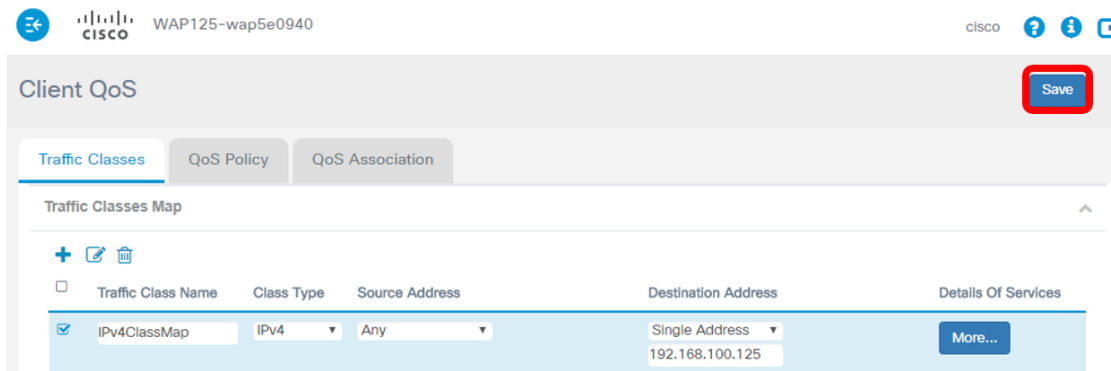 CISCO WAP125-wap5e0940 cisco
Client QoS Save
Traffic Classes QoS Policy QoS Association
Traffic Classes Map
Traffic Class Name Class Type Source Address Destination Address Details Of Services
IPv4ClassMap IPv4 Any Single Address More...
192.168.100.125